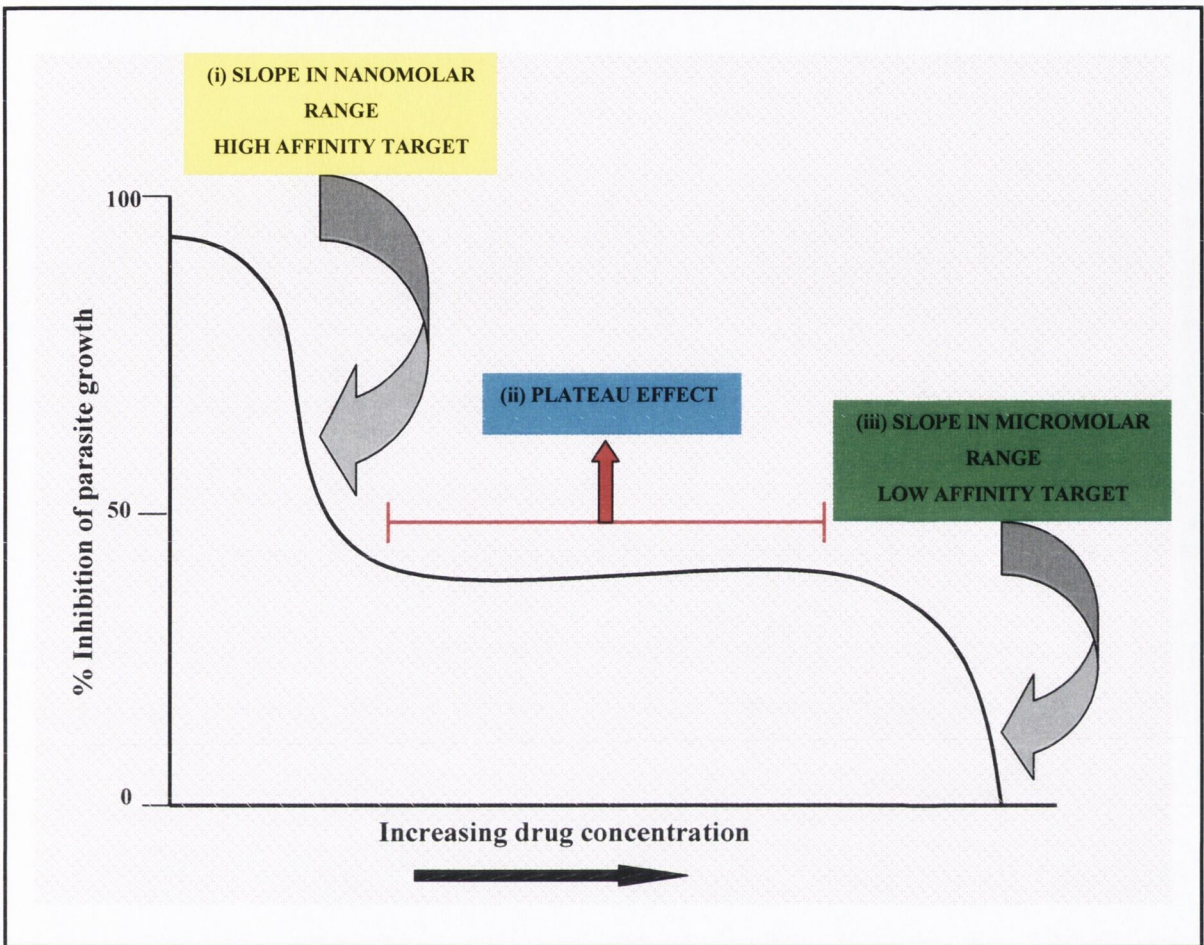 (i) SLOPE IN NANOMOLAR
RANGE
HIGH AFFINITY TARGET
100
% Inhibition of parasite growth
(ii) PLATEAU EFFECT
(iii) SLOPE IN MICROMOLAR
RANGE
LOW AFFINITY TARGET
50
0
Increasing drug concentration